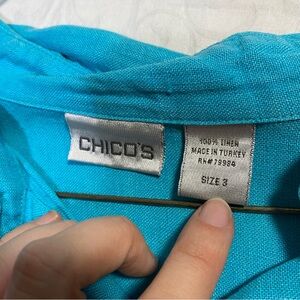 CHICO'S
100% LINEN
MADE IN TURKEY
RN# 79984
SIZE 3